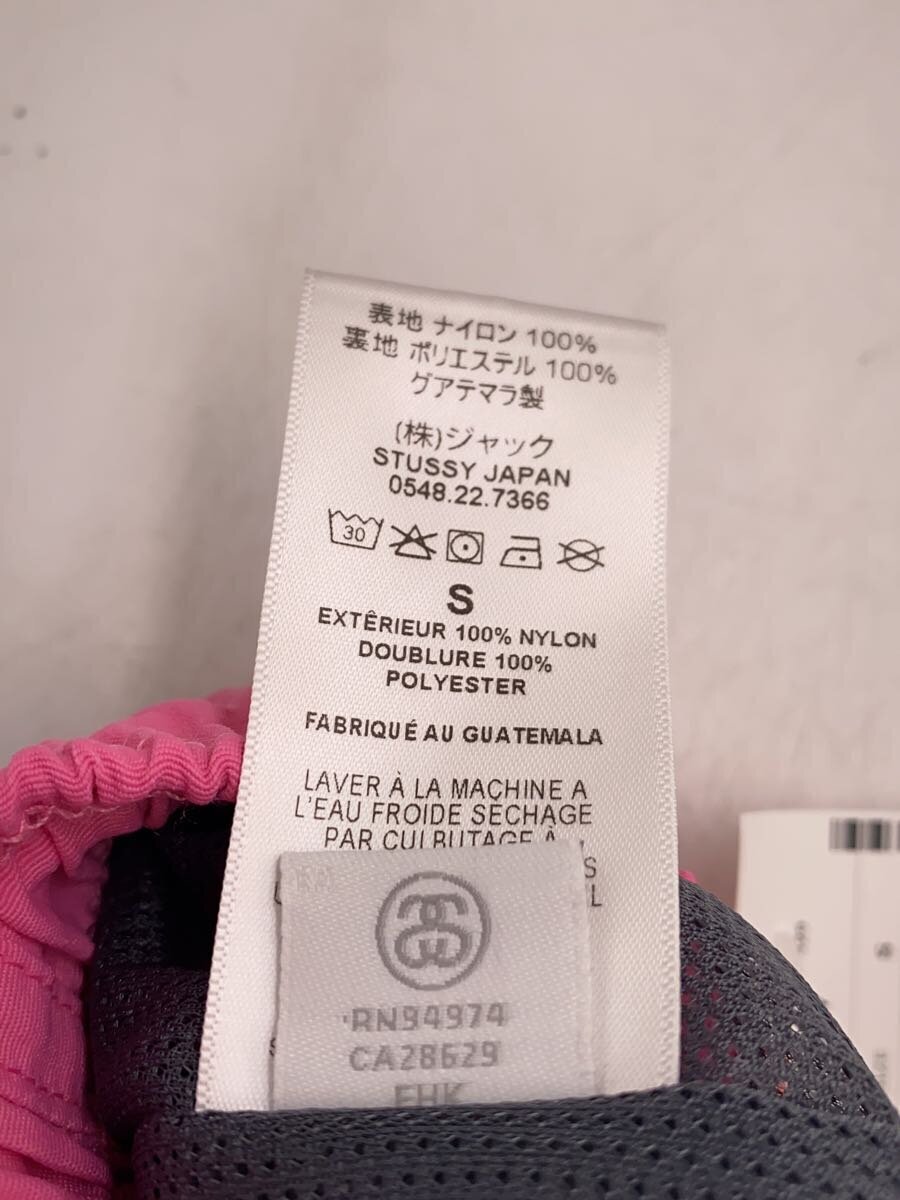 表地 ナイロン 100%
裏地 ポリエステル 100%
グアテマラ製
(株)ジャック
STUSSY JAPAN
0548.22.7366
30
S
EXTÊRIEUR 100% NYLON
DOUBLURE 100%
POLYESTER
FABRIQUÉ AU GUATEMALA
LAVER À LA MACHINE A
L'EAU FROIDE SÉCHAGE
PAR CULBUTAGE À
RN94974
CA28629
EHK